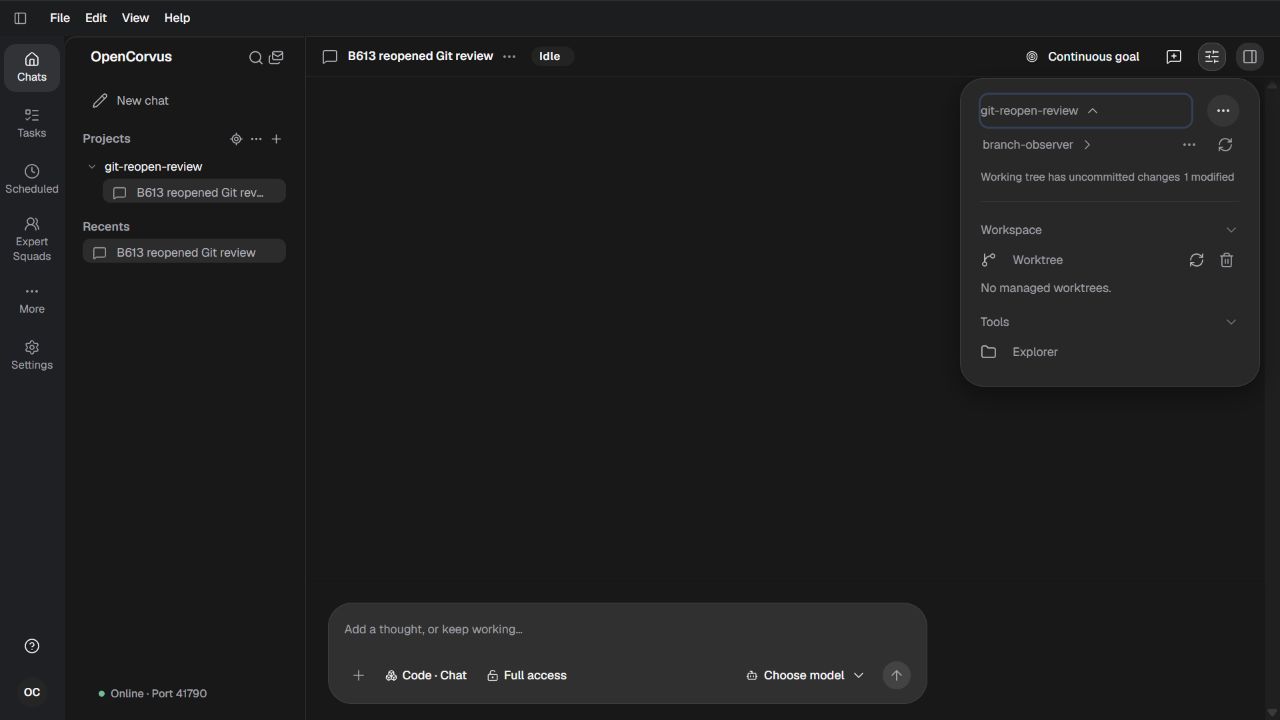 File Edit View Help
Chats
Tasks
Scheduled
Expert
Squads
More
Settings
OC
OpenCorvus
New chat
Projects
git-reopen-review
B613 reopened Git rev...
Recents
B613 reopened Git review
Online · Port 41790
B613 reopened Git review
Idle
Continuous goal
git-reopen-review
branch-observer
Working tree has uncommitted changes 1 modified
Workspace
Worktree
No managed worktrees.
Tools
Explorer
Add a thought, or keep working...
Code · Chat
Full access
Choose model